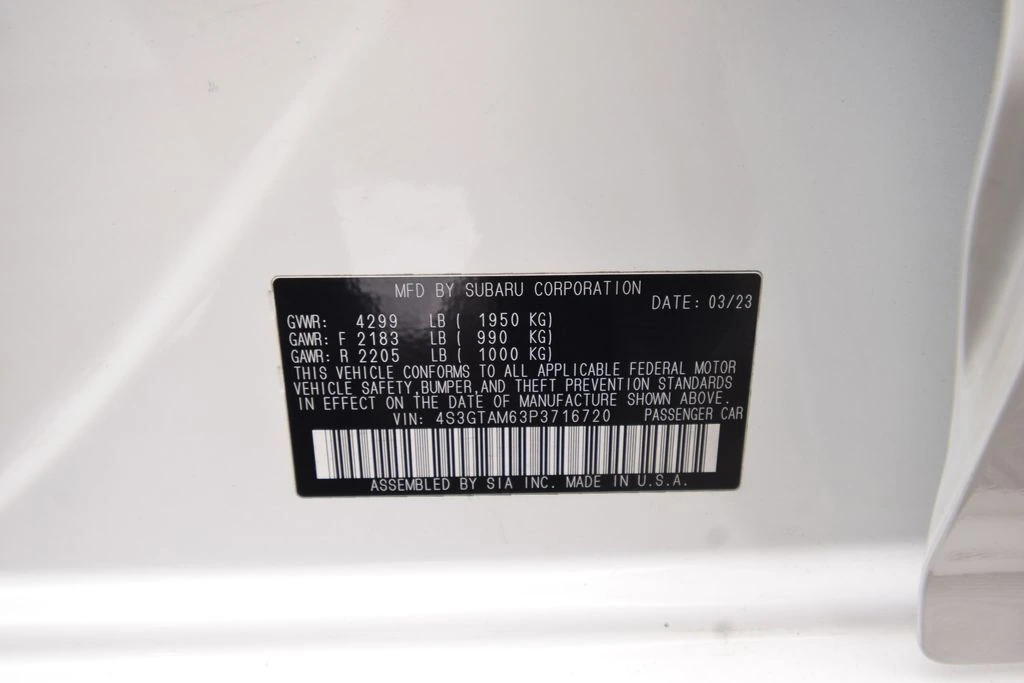 MFD BY SUBARU CORPORATION
DATE: 03/23
GVWR: 4299 LB ( 1950 KG)
GAWR: F 2183 LB ( 990 KG)
GAWR: R 2205 LB ( 1000 KG)
THIS VEHICLE CONFORMS TO ALL APPLICABLE FEDERAL MOTOR
VEHICLE SAFETY,BUMPER,AND THEFT PREVENTION STANDARDS
IN EFFECT ON THE DATE OF MANUFACTURE SHOWN ABOVE.
VIN: 4S3GTAM63P3716720 PASSENGER CAR
ASSEMBLED BY SIA INC. MADE IN U.S.A.